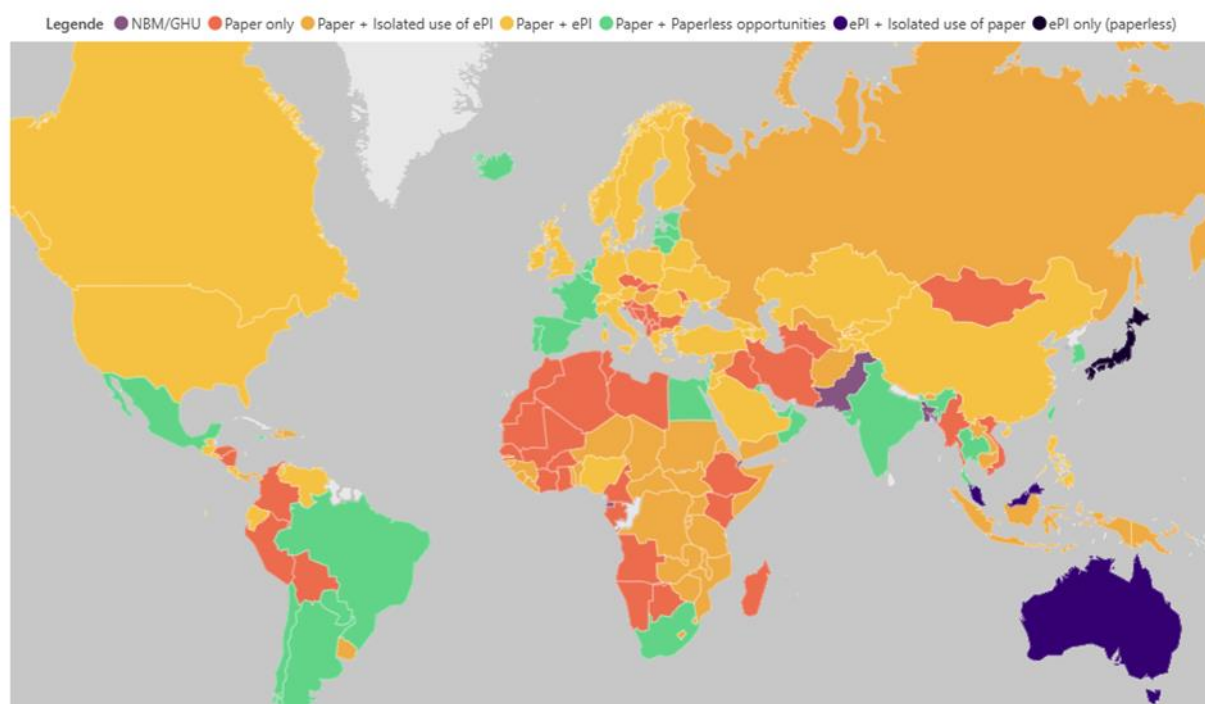 Legende NBM/GHU Paper only Paper + Isolated use of ePI Paper + ePI Paper + Paperless opportunities ePI + Isolated use of paper ePI only (paperless)